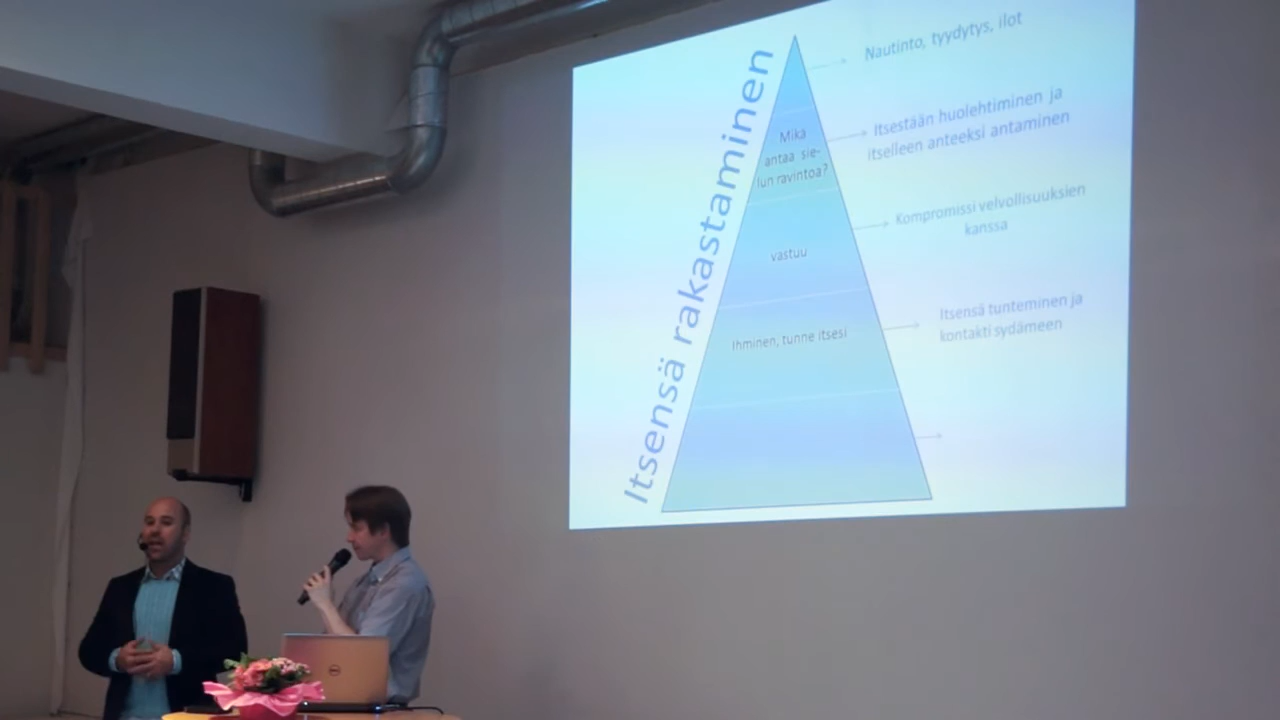 Itsensä rakastaminen
Nautinto, tyydytys, ilot
Mikä
antaa sie-
lun ravintoa?
Itsestään huolehtiminen ja
itselleen anteeksi antaminen
vastuu
Kompromissi velvollisuuksien
kanssa
Ihminen, tunne itsesi
Itsensä tunteminen ja
kontakti sydämeen
DELL